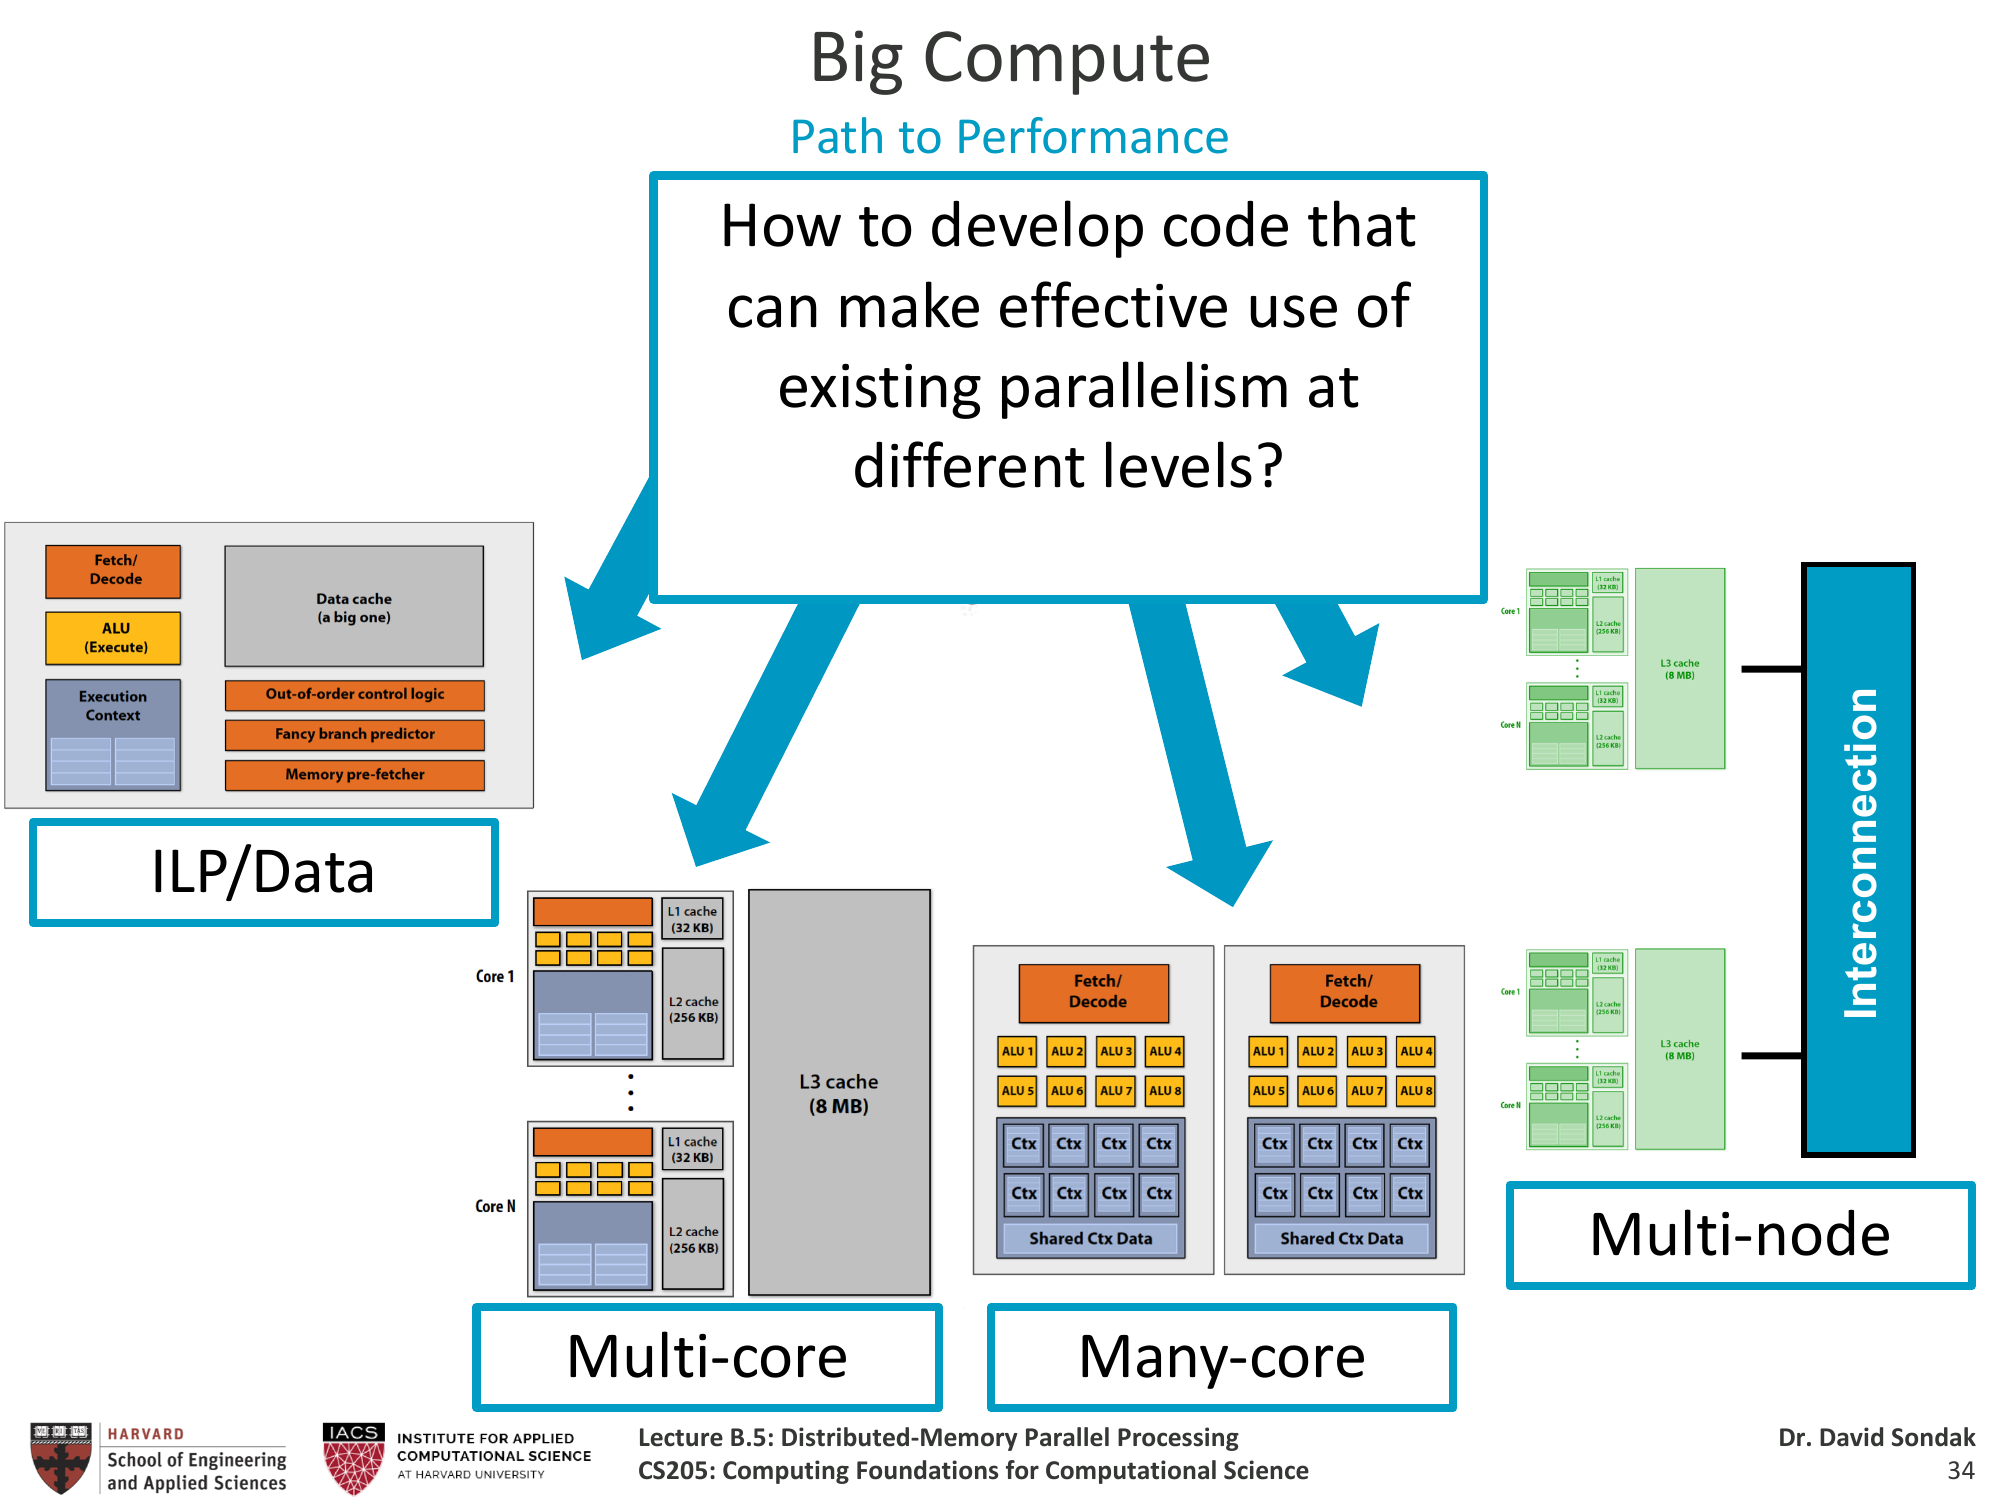 Big Compute
Path to Performance
How to develop code that
can make effective use of
existing parallelism at
different levels?
Fetch/
Decode
ALU
(Execute)
Execution
Context
Data cache
(a big one)
Out-of-order control logic
Fancy branch predictor
Memory pre-fetcher
ILP/Data
Core 1
L1 cache
(32 KB)
L2 cache
(256 KB)
Core N
L1 cache
(32 KB)
L2 cache
(256 KB)
L3 cache
(8 MB)
Multi-core
Fetch/
Decode
ALU 1 ALU 2 ALU 3 ALU 4
ALU 5 ALU 6 ALU 7 ALU 8
Ctx Ctx Ctx Ctx
Ctx Ctx Ctx Ctx
Shared Ctx Data
Fetch/
Decode
ALU 1 ALU 2 ALU 3 ALU 4
ALU 5 ALU 6 ALU 7 ALU 8
Ctx Ctx Ctx Ctx
Ctx Ctx Ctx Ctx
Shared Ctx Data
Many-core
Core 1
L1 cache
(32 KB)
L2 cache
(256 KB)
Core N
L1 cache
(32 KB)
L2 cache
(256 KB)
L3 cache
(8 MB)
Core 1
L1 cache
(32 KB)
L2 cache
(256 KB)
Core N
L1 cache
(32 KB)
L2 cache
(256 KB)
L3 cache
(8 MB)
Interconnection
Multi-node
HARVARD
School of Engineering
and Applied Sciences
IACS
INSTITUTE FOR APPLIED
COMPUTATIONAL SCIENCE
AT HARVARD UNIVERSITY
Lecture B.5: Distributed-Memory Parallel Processing
CS205: Computing Foundations for Computational Science
Dr. David Sondak
34